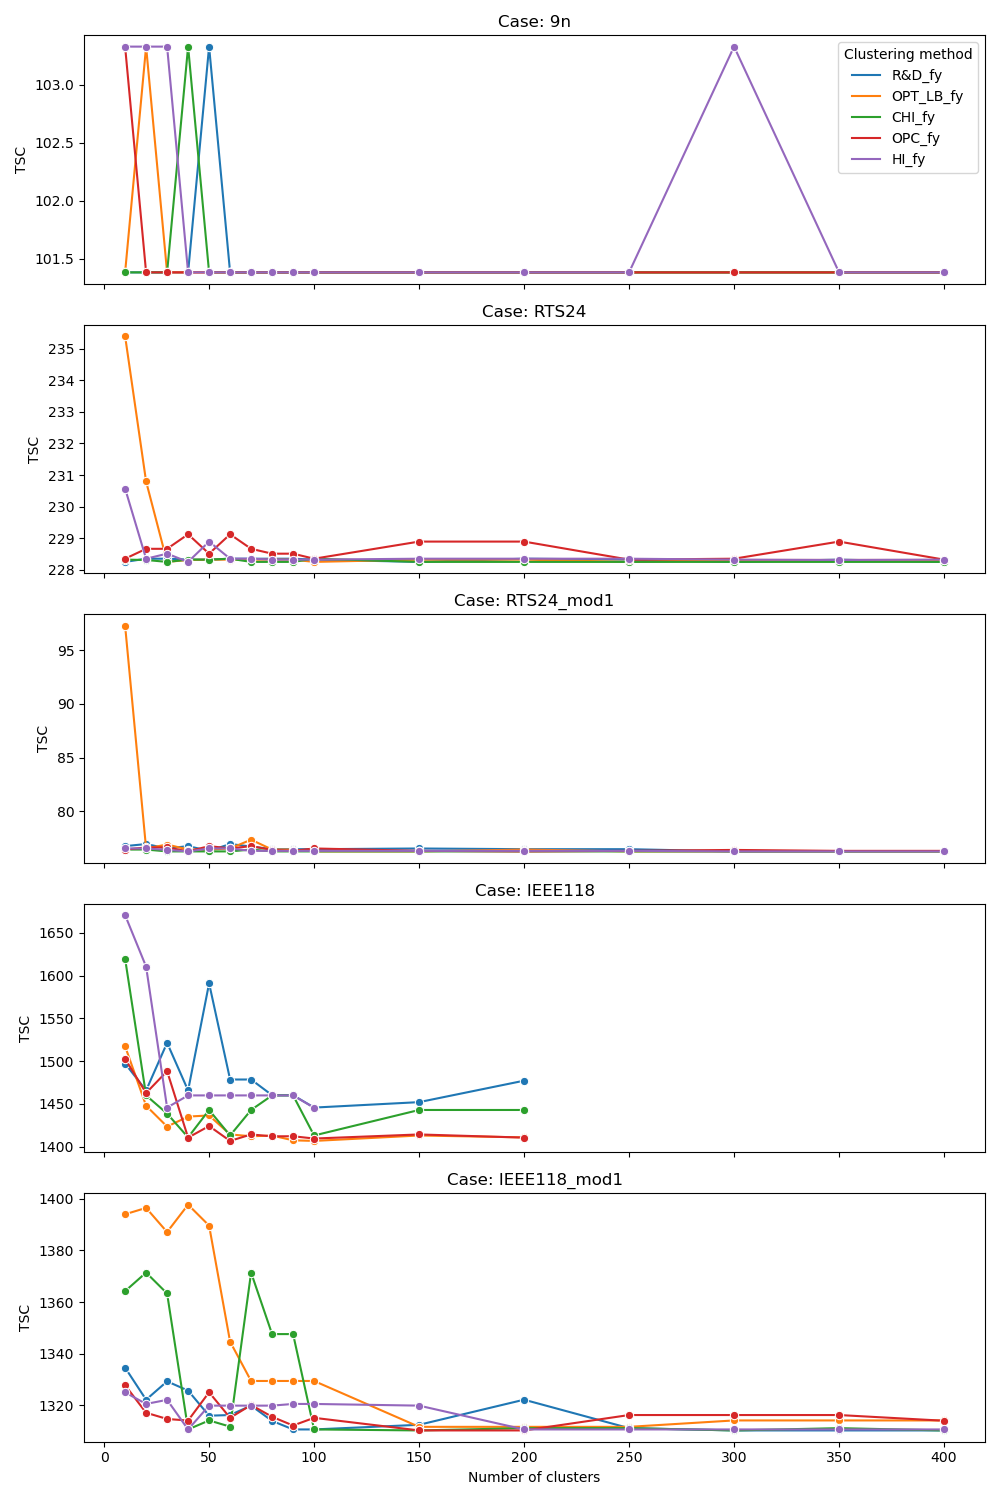 Case: 9n
TSC
103.0
102.5
102.0
101.5
Clustering method
R&D_fy
OPT_LB_fy
CHI_fy
OPC_fy
HI_fy
Case: RTS24
TSC
235
234
233
232
231
230
229
228
Case: RTS24_mod1
TSC
95
90
85
80
Case: IEEE118
TSC
1650
1600
1550
1500
1450
1400
Case: IEEE118_mod1
TSC
1400
1380
1360
1340
1320
0 50 100 150 200 250 300 350 400
Number of clusters